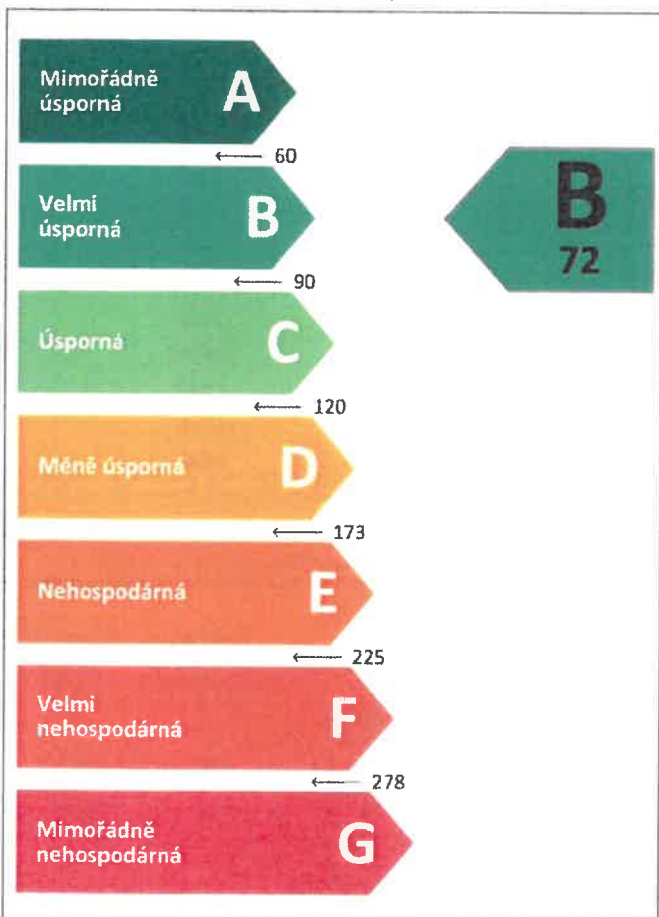 Mimořádně
úsporná
A
← 60
Velmi
úsporná
B
← 90
B
72
Úsporná
C
← 120
Méně úsporná
D
← 173
Nehospodárná
E
← 225
Velmi
nehospodárná
F
← 278
Mimořádně
nehospodárná
G